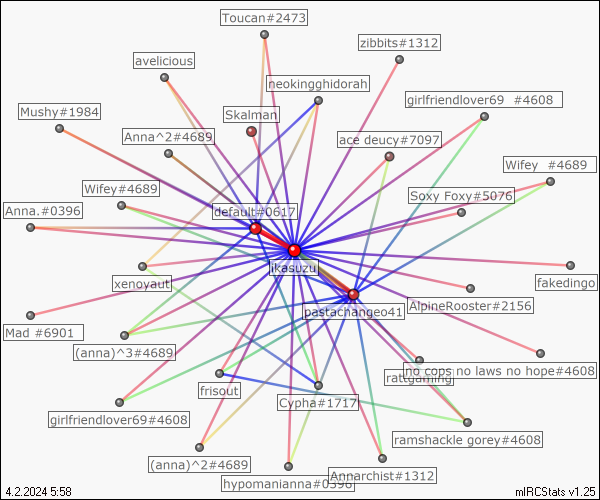 Toucan#2473
zibbits#1312
avelicious
neokingghidorah
girlfriendlover69 #4608
Mushy#1984
Skalman
Anna^2#4689
ace deucy#7097
Wifey #4689
Wifey#4689
Soxy Foxy#5076
Anna.#0396
default#0617
ikasuzu
xenoyaut
fakedingo
pastachangeo41
AlpineRooster#2156
Mad #6901
(anna)^3#4689
no cops no laws no hope#4608
rattgaming
frisout
Cypha#1717
girlfriendlover69#4608
ramshackle gorey#4608
(anna)^2#4689
Annarchist#1312
hypomanianna#0396
4.2.2024 5:58
mIRCStats v1.25